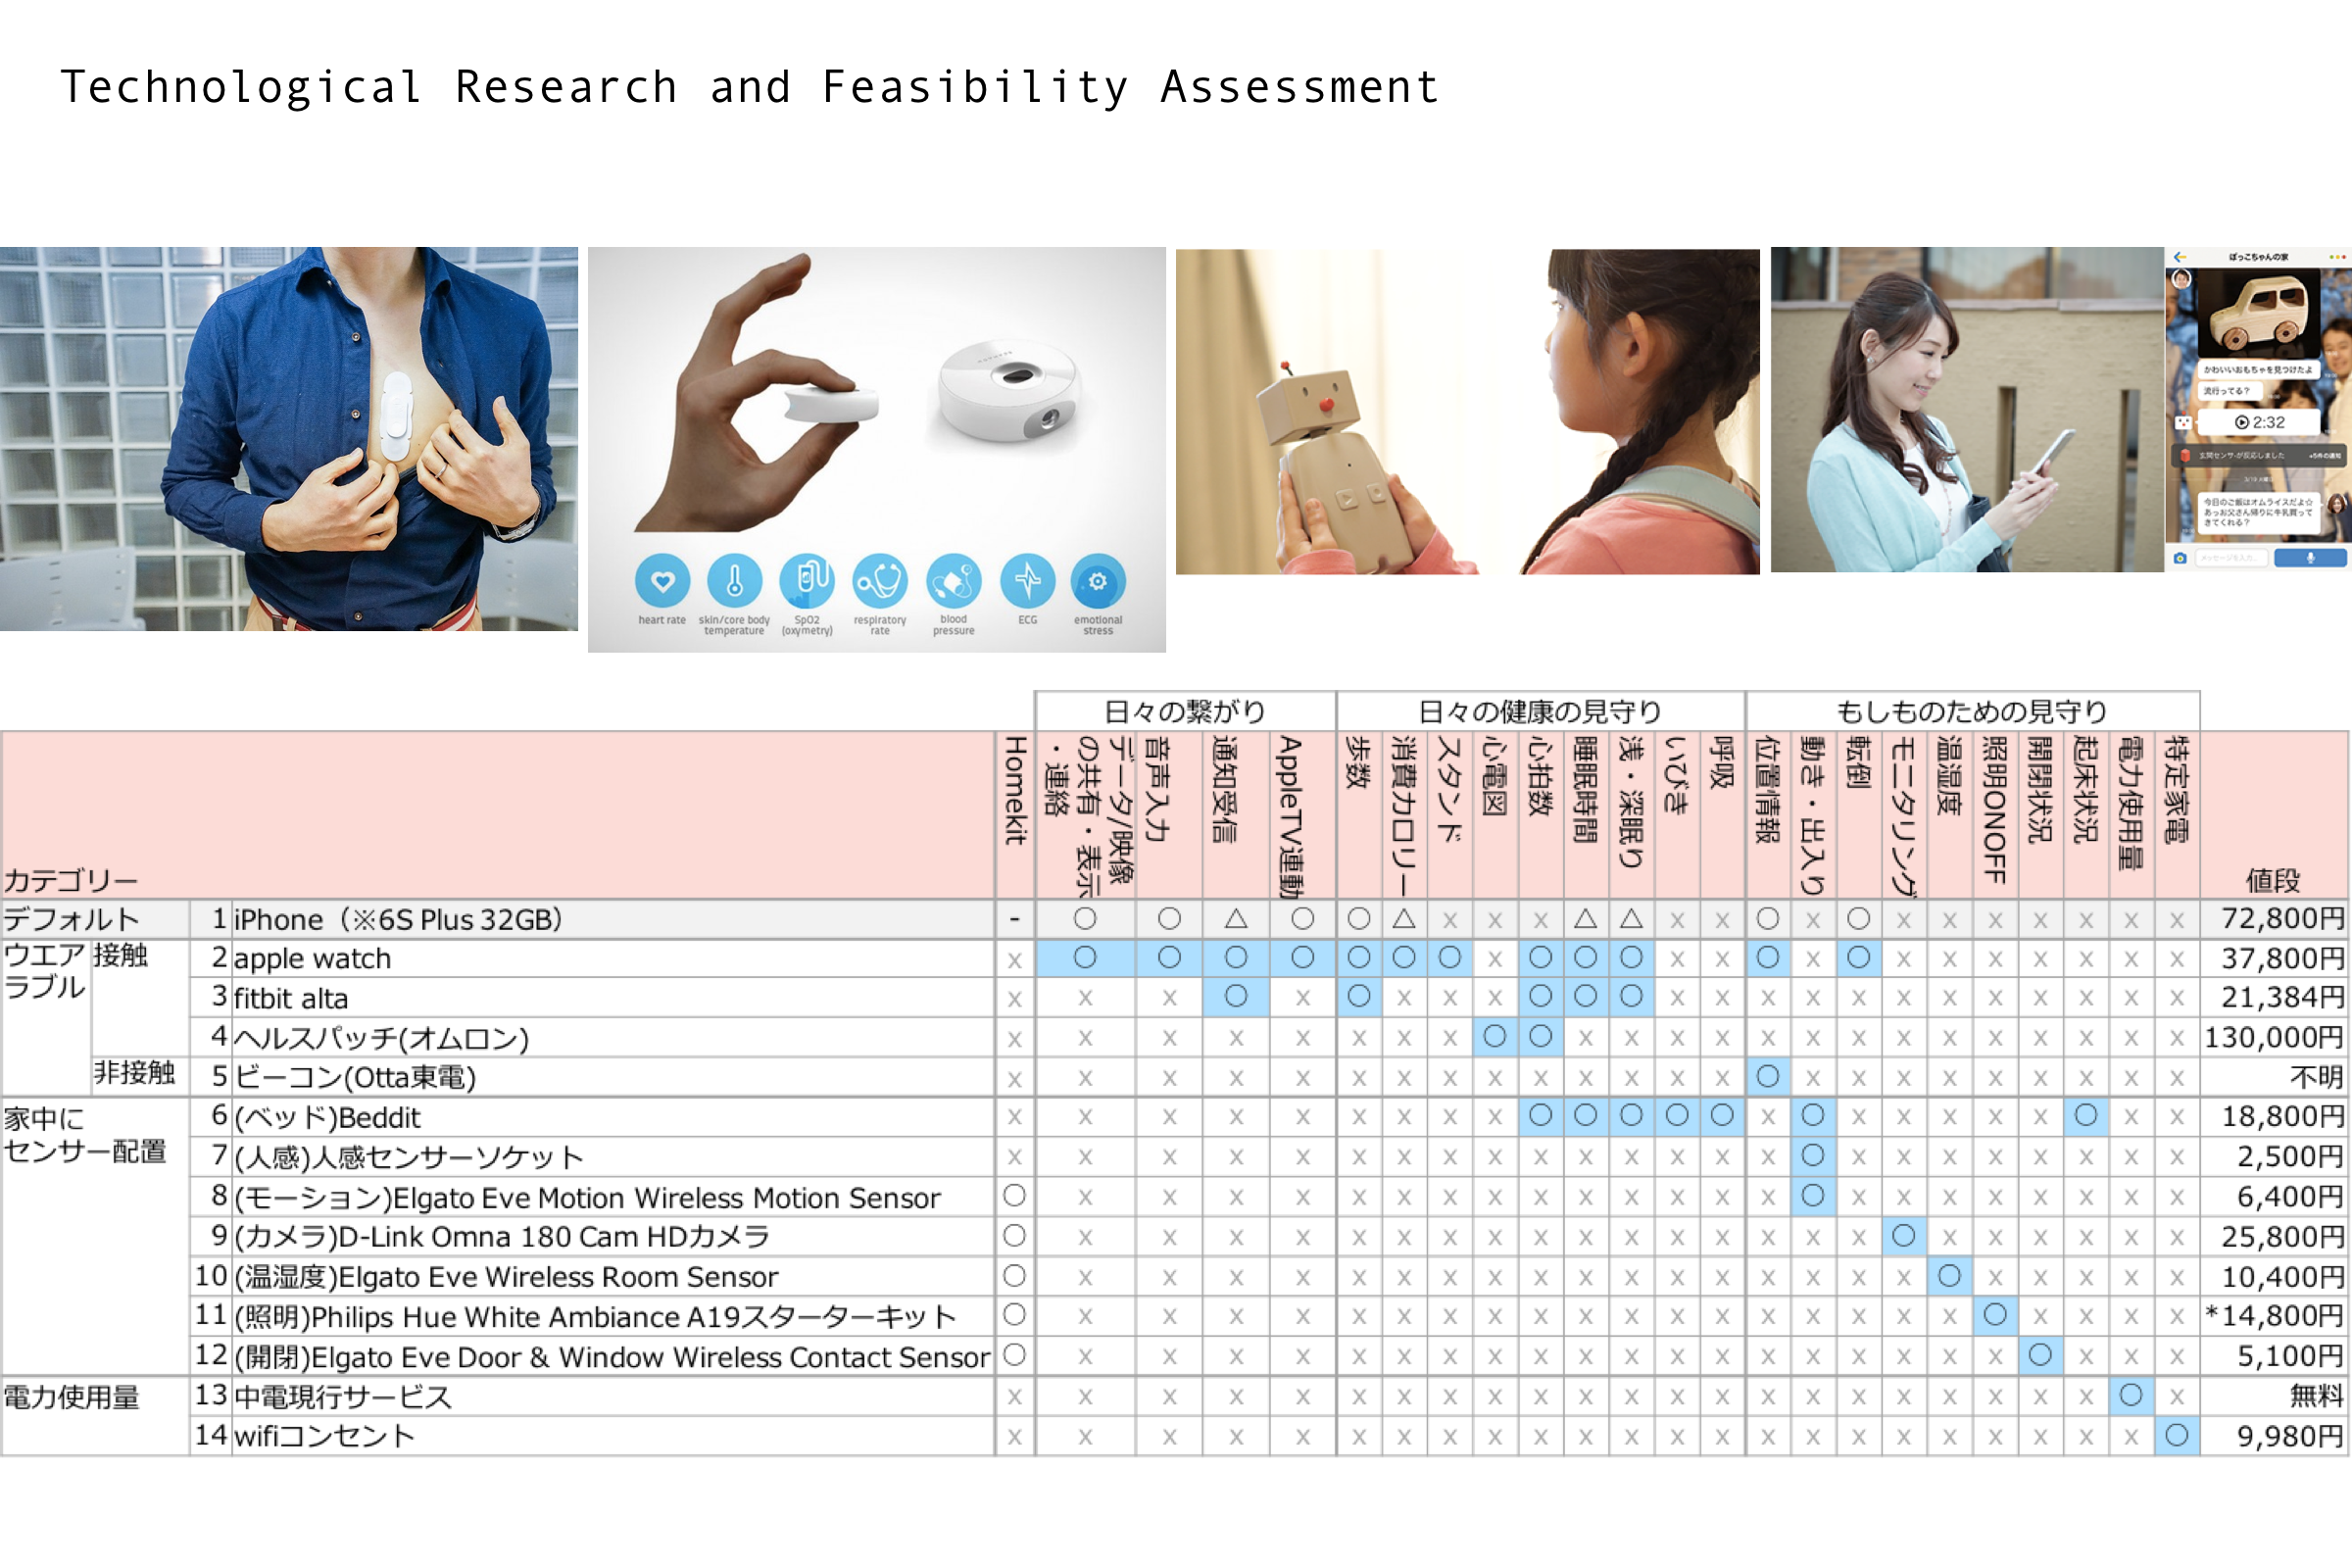 Technological Research and Feasibility Assessment
heart rate
skin/core body
temperature
SpO2
(oxymetry)
respiratory
rate
blood
pressure
ECG
emotional
stress
ぼっこちゃんの家
かわいいおもちゃを見つけたよ
流行ってる?
2:32
玄関センサーが反応しました
今日のご飯はオムライスだよ☆
あっお父さん帰りに牛乳買って
きてくれる?
メッセージを入力
日々の繋がり 日々の健康の見守り もしものための見守り
カテゴリー Homekit データ/映像の共有・表示・連絡 音声入力 通知受信 AppleTV連動 歩数 消費カロリー スタンド 心電図 心拍数 睡眠時間 浅・深眠り いびき 呼吸 位置情報 動き・出入り 転倒 モニタリング 温湿度 照明ONOFF 開閉状況 起床状況 電力使用量 特定家電 値段
デフォルト 1 iPhone（※6S Plus 32GB） - ○ ○ △ ○ ○ △ x x x △ △ x x ○ x ○ x x x x x x x 72,800円
ウエアラブル 接触 2 apple watch x ○ ○ ○ ○ ○ ○ ○ x ○ ○ ○ x x ○ x ○ x x x x x x x 37,800円
3 fitbit alta x x x ○ x ○ x x x ○ ○ ○ x x x x x x x x x x x x 21,384円
4 ヘルスパッチ(オムロン) x x x x x x x x ○ ○ x x x x x x x x x x x x x x 130,000円
非接触 5 ビーコン(Otta東電) x x x x x x x x x x x x x x ○ x x x x x x x x x 不明
家中にセンサー配置 6 (ベッド)Beddit x x x x x x x x x ○ ○ ○ ○ ○ x ○ x x x x x ○ x x 18,800円
7 (人感)人感センサーソケット x x x x x x x x x x x x x x x ○ x x x x x x x x 2,500円
8 (モーション)Elgato Eve Motion Wireless Motion Sensor ○ x x x x x x x x x x x x x x ○ x x x x x x x x 6,400円
9 (カメラ)D-Link Omna 180 Cam HDカメラ ○ x x x x x x x x x x x x x x x x ○ x x x x x x 25,800円
10 (温湿度)Elgato Eve Wireless Room Sensor ○ x x x x x x x x x x x x x x x x x ○ x x x x x 10,400円
11 (照明)Philips Hue White Ambiance A19スターターキット ○ x x x x x x x x x x x x x x x x x x ○ x x x x *14,800円
12 (開閉)Elgato Eve Door & Window Wireless Contact Sensor ○ x x x x x x x x x x x x x x x x x x x ○ x x x 5,100円
電力使用量 13 中電現行サービス x x x x x x x x x x x x x x x x x x x x x x ○ x 無料
14 wifiコンセント x x x x x x x x x x x x x x x x x x x x x x x ○ 9,980円